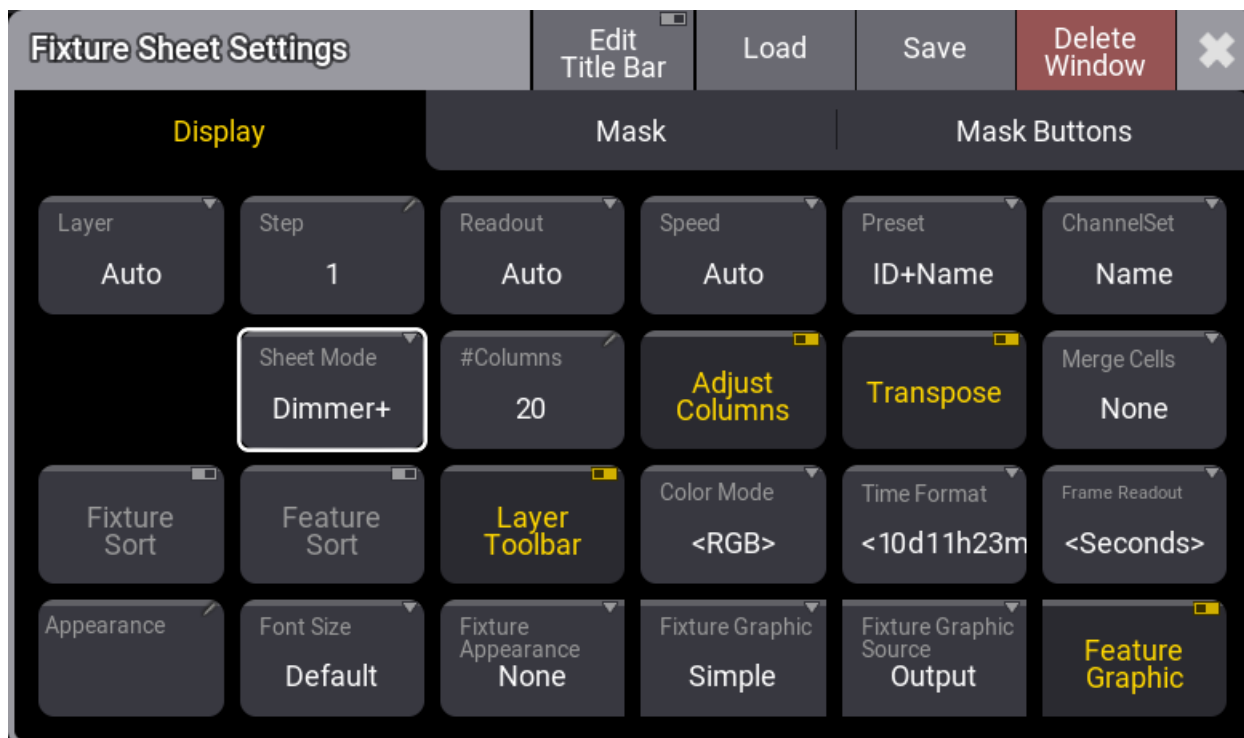 Fixture Sheet Settings
Edit
Title Bar
Load
Save
Delete
Window
Display
Mask
Mask Buttons
Layer
Auto
Step
1
Readout
Auto
Speed
Auto
Preset
ID+Name
ChannelSet
Name
Sheet Mode
Dimmer+
#Columns
20
Adjust
Columns
Transpose
Merge Cells
None
Fixture
Sort
Feature
Sort
Layer
Toolbar
Color Mode
<RGB>
Time Format
<10d11h23m
Frame Readout
<Seconds>
Appearance
Font Size
Default
Fixture
Appearance
None
Fixture Graphic
Simple
Fixture Graphic
Source
Output
Feature
Graphic